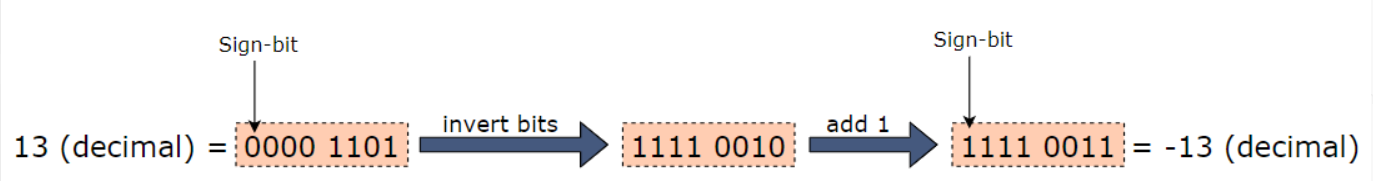 Sign-bit
Sign-bit
invert bits
add 1
13 (decimal) = 0000 1101 1111 0010 1111 0011 = -13 (decimal)